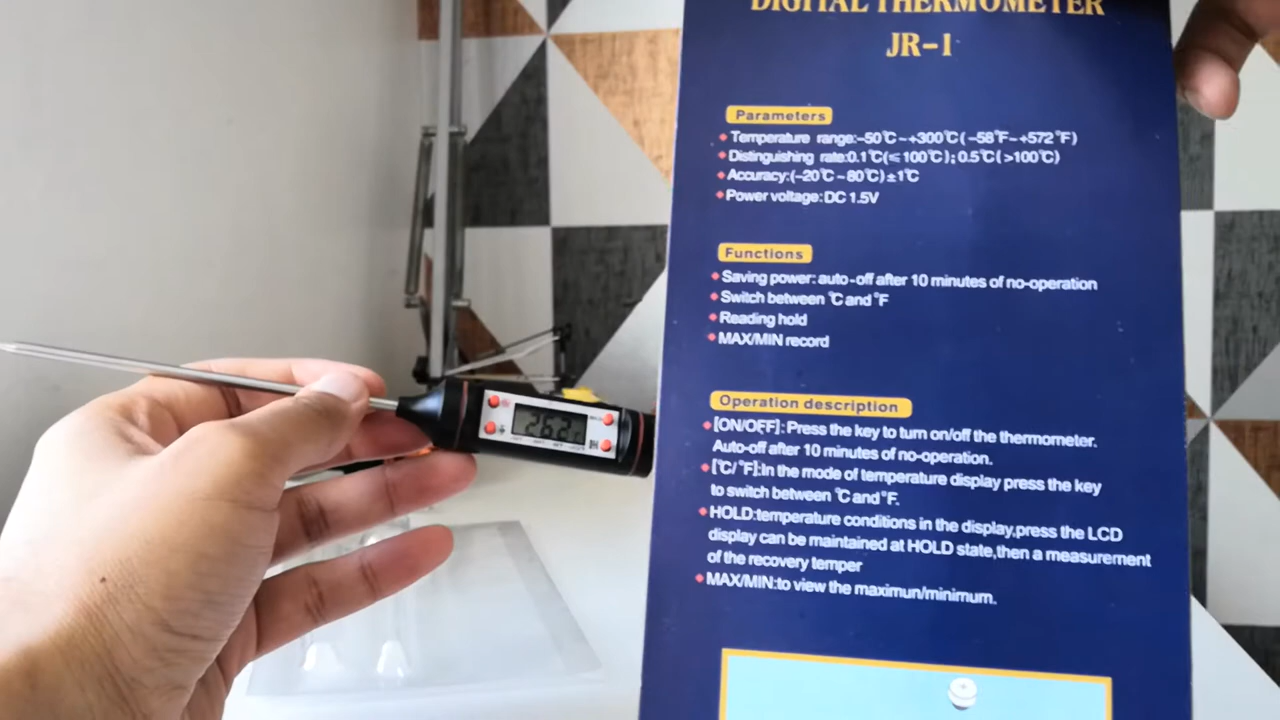 DIGITAL THERMOMETER
JR-1
Parameters
Temperature range:-50℃~+300℃(-58°F~+572°F)
Distinguishing rate:0.1℃(≤100℃);0.5℃(>100℃)
Accuracy:(-20℃~80℃)±1℃
Power voltage:DC 1.5V
Functions
Saving power:auto-off after 10 minutes of no-operation
Switch between ℃ and °F
Reading hold
MAX/MIN record
Operation description
[ON/OFF]: Press the key to turn on/off the thermometer.
Auto-off after 10 minutes of no-operation.
[℃/°F]:In the mode of temperature display press the key
to switch between ℃ and °F.
HOLD:temperature conditions in the display,press the LCD
display can be maintained at HOLD state,then a measurement
of the recovery temper
MAX/MIN:to view the maximun/minimum.
26.2